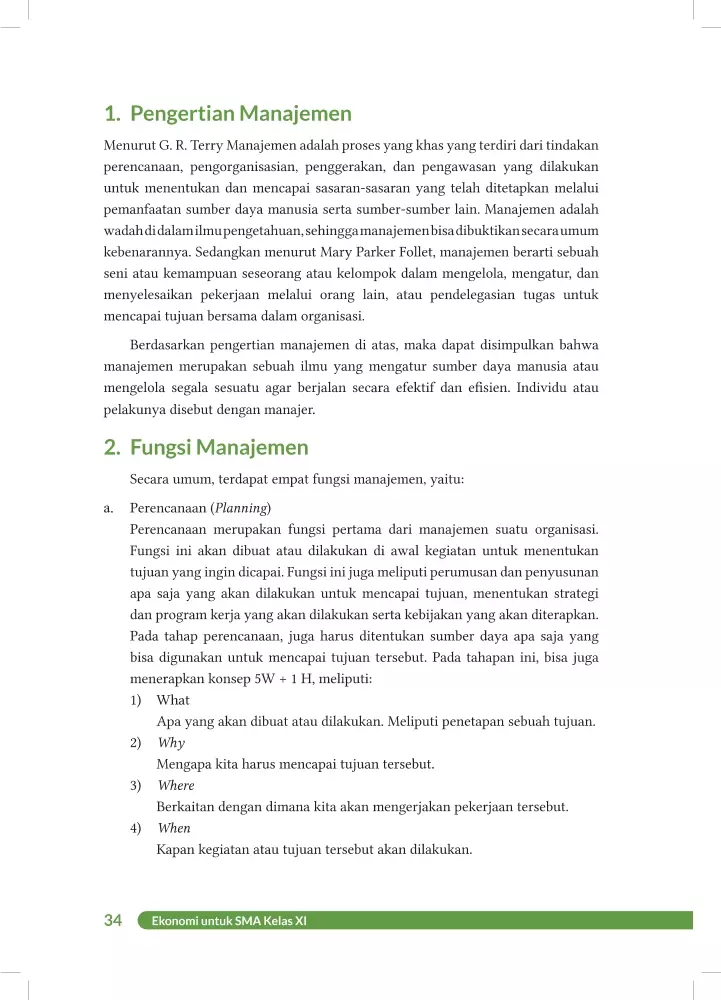 1. Pengertian Manajemen
Menurut G. R. Terry Manajemen adalah proses yang khas yang terdiri dari tindakan
perencanaan, pengorganisasian, penggerakan, dan pengawasan yang dilakukan
untuk menentukan dan mencapai sasaran-sasaran yang telah ditetapkan melalui
pemanfaatan sumber daya manusia serta sumber-sumber lain. Manajemen adalah
wadah di dalam ilmu pengetahuan, sehingga manajemen bisa dibuktikan secara umum
kebenarannya. Sedangkan menurut Mary Parker Follet, manajemen berarti sebuah
seni atau kemampuan seseorang atau kelompok dalam mengelola, mengatur, dan
menyelesaikan pekerjaan melalui orang lain, atau pendelegasian tugas untuk
mencapai tujuan bersama dalam organisasi.
Berdasarkan pengertian manajemen di atas, maka dapat disimpulkan bahwa
manajemen merupakan sebuah ilmu yang mengatur sumber daya manusia atau
mengelola segala sesuatu agar berjalan secara efektif dan efisien. Individu atau
pelakunya disebut dengan manajer.
2. Fungsi Manajemen
Secara umum, terdapat empat fungsi manajemen, yaitu:
a. Perencanaan (Planning)
Perencanaan merupakan fungsi pertama dari manajemen suatu organisasi.
Fungsi ini akan dibuat atau dilakukan di awal kegiatan untuk menentukan
tujuan yang ingin dicapai. Fungsi ini juga meliputi perumusan dan penyusunan
apa saja yang akan dilakukan untuk mencapai tujuan, menentukan strategi
dan program kerja yang akan dilakukan serta kebijakan yang akan diterapkan.
Pada tahap perencanaan, juga harus ditentukan sumber daya apa saja yang
bisa digunakan untuk mencapai tujuan tersebut. Pada tahapan ini, bisa juga
menerapkan konsep 5W + 1 H, meliputi:
1) What
Apa yang akan dibuat atau dilakukan. Meliputi penetapan sebuah tujuan.
2) Why
Mengapa kita harus mencapai tujuan tersebut.
3) Where
Berkaitan dengan dimana kita akan mengerjakan pekerjaan tersebut.
4) When
Kapan kegiatan atau tujuan tersebut akan dilakukan.
34 Ekonomi untuk SMA Kelas XI